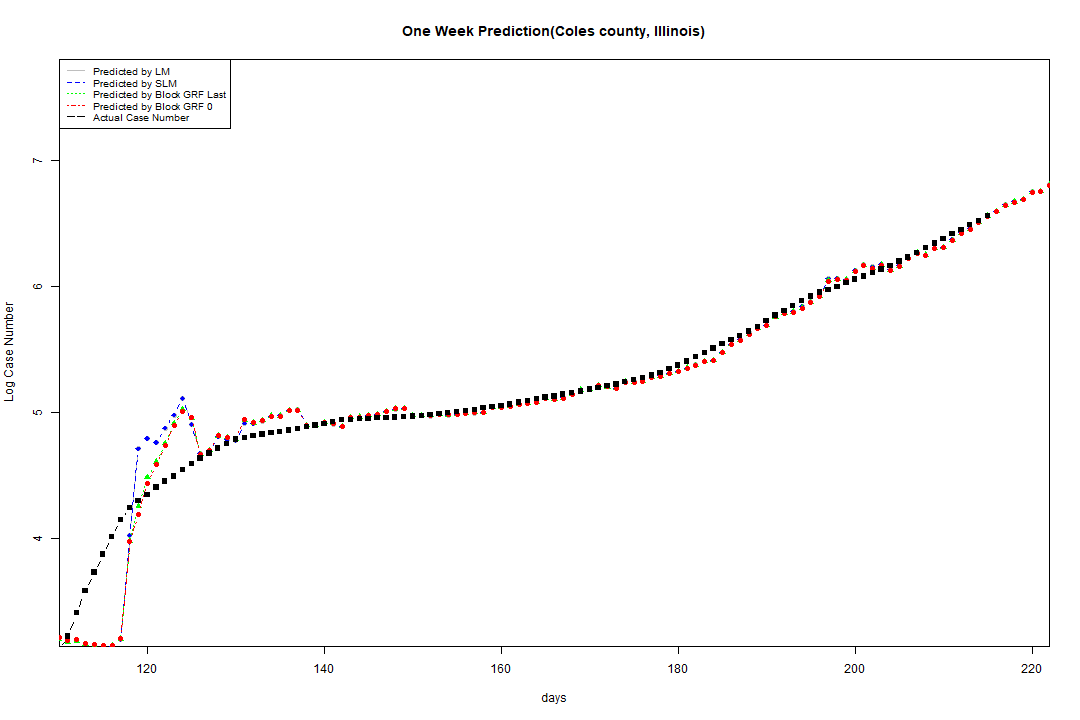 One Week Prediction(Coles county, Illinois)
Predicted by LM
Predicted by SLM
Predicted by Block GRF Last
Predicted by Block GRF 0
Actual Case Number
7
6
5
4
Log Case Number
120 140 160 180 200 220
days